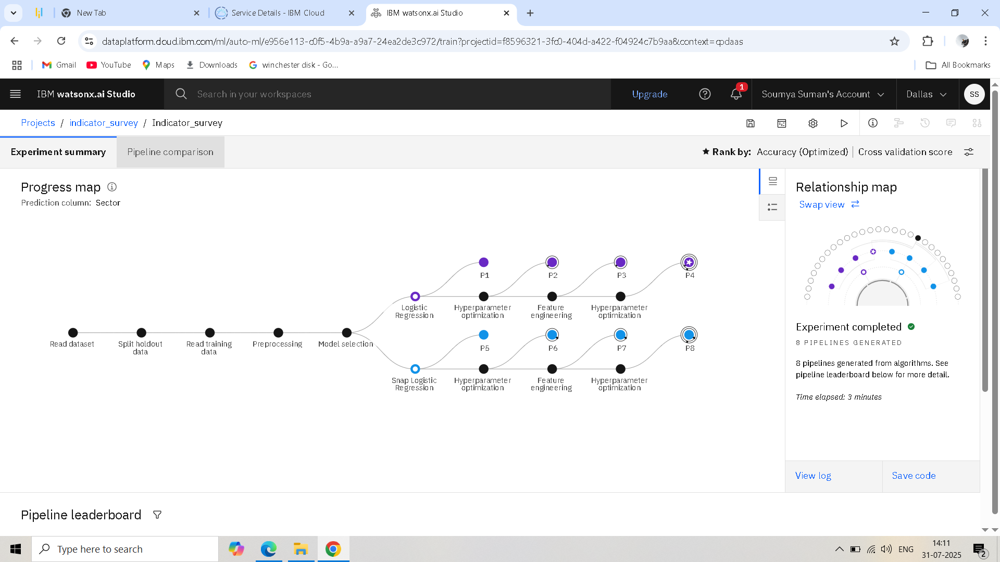 New Tab
Service Details - IBM Cloud
IBM watsonx.ai Studio
dataplatform.cloud.ibm.com/ml/auto-ml/e956e113-c0f5-4b9a-a9a7-24ea2de3c972/train?projectid=f8596321-3fc0-404d-a422-f04924c7b9aa&context=cpdaas
Gmail
YouTube
Maps
Downloads
winchester disk - Go...
All Bookmarks
IBM watsonx.ai Studio
Search in your workspaces
Upgrade
1
Soumya Suman's Account
Dallas
SS
Projects / indicator_survey / Indicator_survey
Experiment summary
Pipeline comparison
Rank by: Accuracy (Optimized) | Cross validation score
Progress map
Prediction column: Sector
Relationship map
Swap view
P1
P2
P3
P4
Logistic Regression
Hyperparameter optimization
Feature engineering
Hyperparameter optimization
Read dataset
Split holdout data
Read training data
Preprocessing
Model selection
P5
P6
P7
P8
Snap Logistic Regression
Hyperparameter optimization
Feature engineering
Hyperparameter optimization
Experiment completed
8 PIPELINES GENERATED
8 pipelines generated from algorithms. See
pipeline leaderboard below for more detail.
Time elapsed: 3 minutes
View log
Save code
Pipeline leaderboard
Type here to search
ENG
14:11
31-07-2025
2